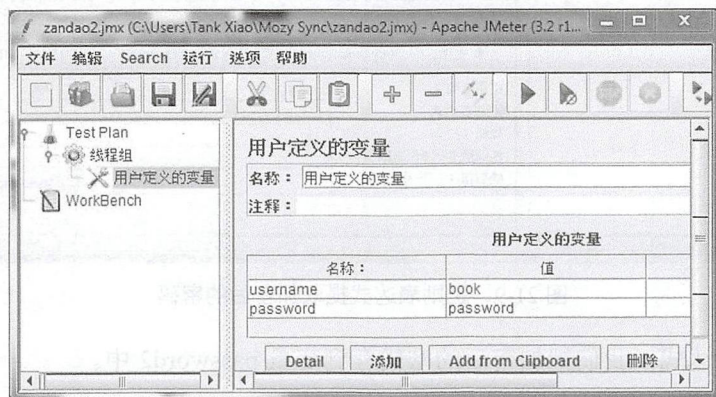 zandao2.jmx (C:\Users\Tank Xiao\Mozy Sync\zandao2.jmx) - Apache JMeter (3.2 r1...
文件 编辑 Search 运行 选项 帮助
Test Plan
线程组
用户定义的变量
WorkBench
用户定义的变量
名称： 用户定义的变量
注释：
用户定义的变量
名称： 值
username book
password password
Detail 添加 Add from Clipboard 删除